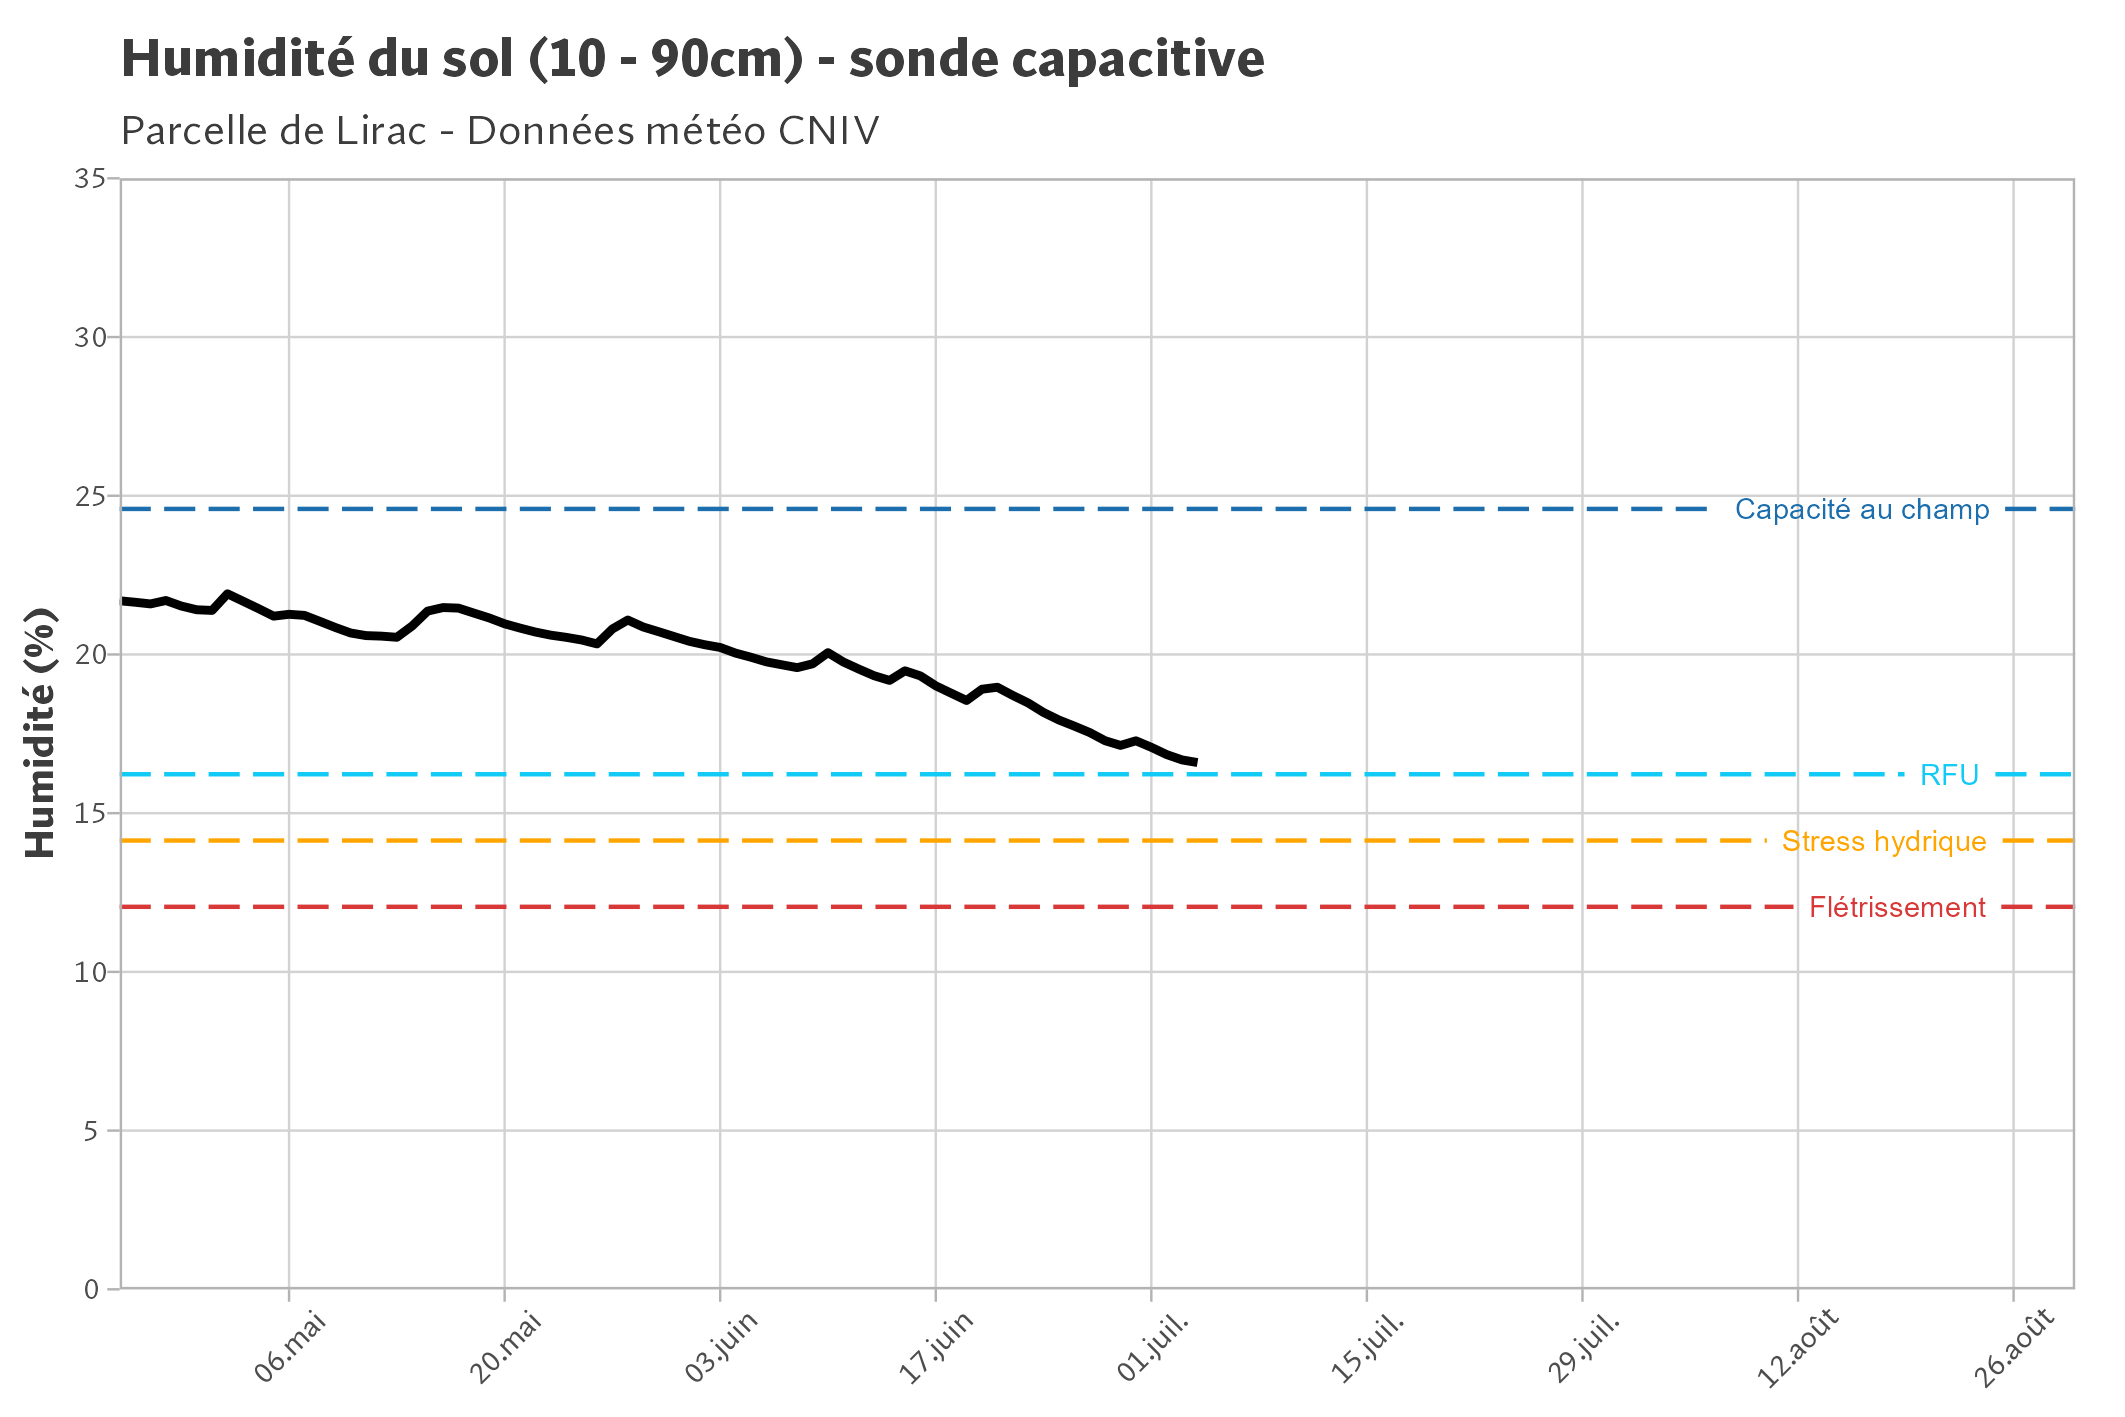 Humidité du sol (10 - 90cm) - sonde capacitive
Parcelle de Lirac - Données météo CNIV
Humidité (%)
35
30
25
20
15
10
5
0
Capacité au champ
RFU
Stress hydrique
Flétrissement
06.mai
20.mai
03.juin
17.juin
01.juil.
15.juil.
29.juil.
12.août
26.août